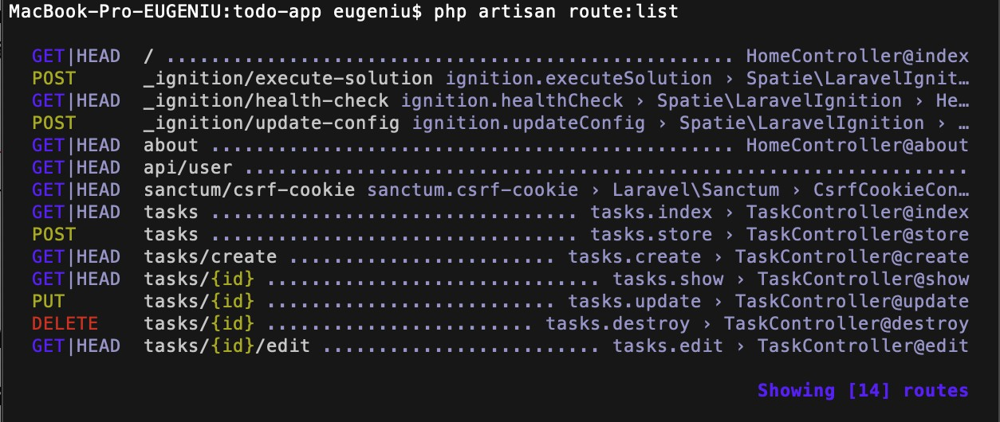 MacBook-Pro-EUGENIU:todo-app eugeniu$ php artisan route:list
GET|HEAD / ................................................... HomeController@index
POST _ignition/execute-solution ignition.executeSolution › Spatie\LaravelIgnit…
GET|HEAD _ignition/health-check ignition.healthCheck › Spatie\LaravelIgnition › He…
POST _ignition/update-config ignition.updateConfig › Spatie\LaravelIgnition › …
GET|HEAD about ............................................... HomeController@about
GET|HEAD api/user .................................................................
GET|HEAD sanctum/csrf-cookie sanctum.csrf-cookie › Laravel\Sanctum › CsrfCookieCon…
GET|HEAD tasks ................................. tasks.index › TaskController@index
POST tasks ................................. tasks.store › TaskController@store
GET|HEAD tasks/create ........................ tasks.create › TaskController@create
GET|HEAD tasks/{id} .............................. tasks.show › TaskController@show
PUT tasks/{id} .......................... tasks.update › TaskController@update
DELETE tasks/{id} ........................ tasks.destroy › TaskController@destroy
GET|HEAD tasks/{id}/edit ......................... tasks.edit › TaskController@edit
Showing [14] routes